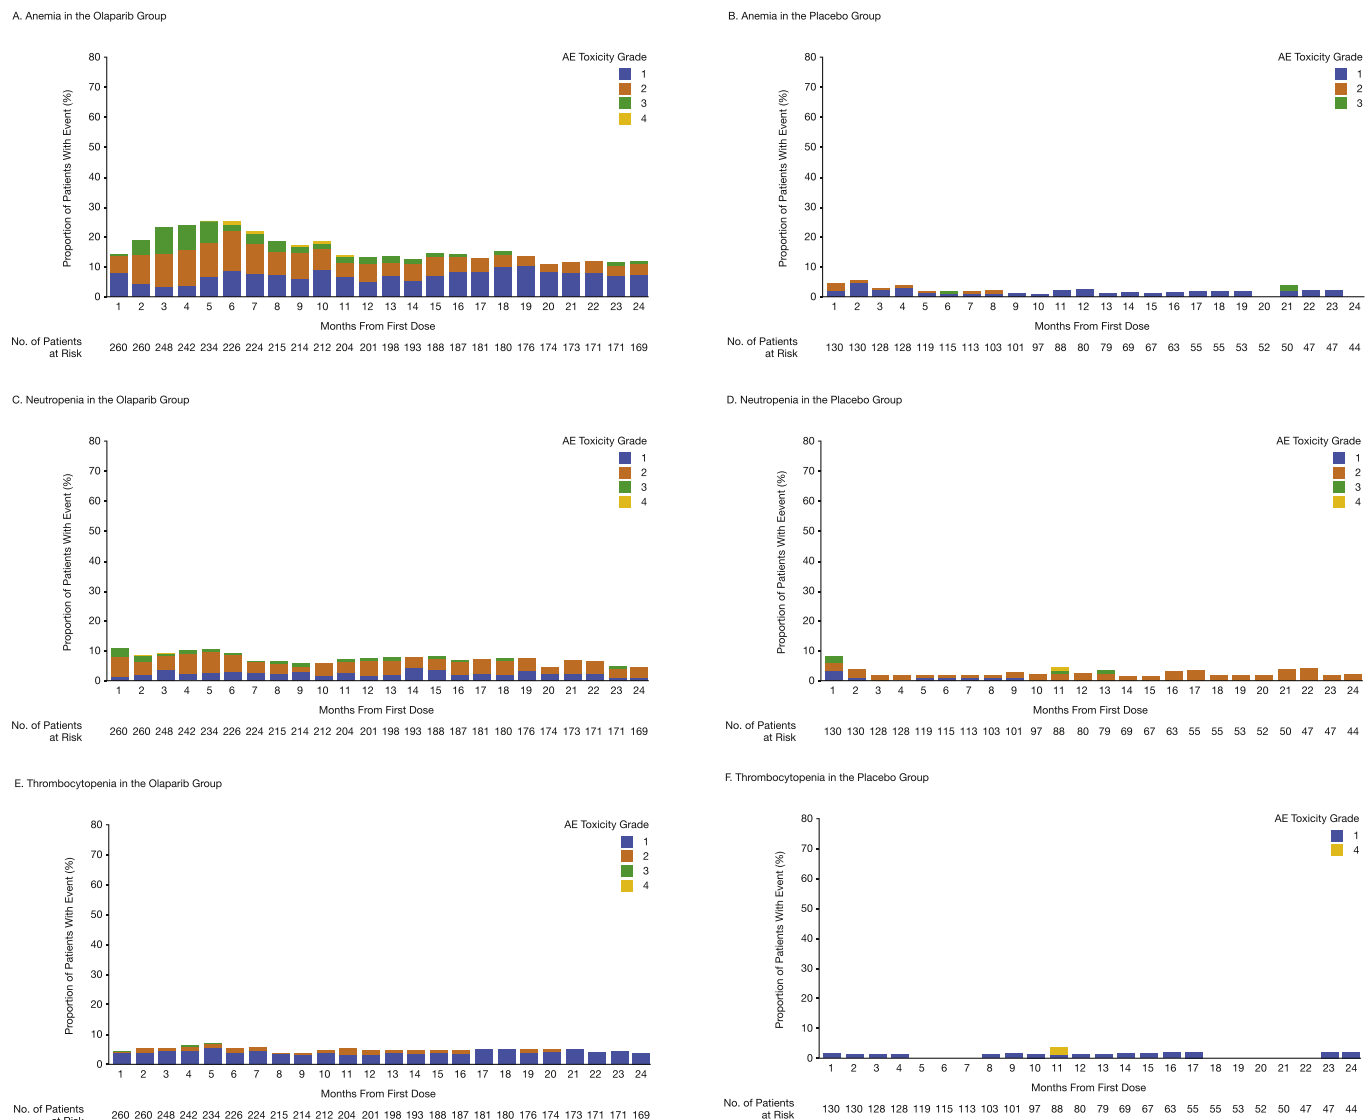 A. Anemia in the Olaparib Group
Proportion of Patients With Event (%)
80
70
60
50
40
30
20
10
0
AE Toxicity Grade
1
2
3
4
1 2 3 4 5 6 7 8 9 10 11 12 13 14 15 16 17 18 19 20 21 22 23 24
Months From First Dose
No. of Patients
at Risk
260 260 248 242 234 226 224 215 214 212 204 201 198 193 188 187 181 180 176 174 173 171 171 169
B. Anemia in the Placebo Group
Proportion of Patients With Event (%)
80
70
60
50
40
30
20
10
0
AE Toxicity Grade
1
2
3
1 2 3 4 5 6 7 8 9 10 11 12 13 14 15 16 17 18 19 20 21 22 23 24
Months From First Dose
No. of Patients
at Risk
130 130 128 128 119 115 113 103 101 97 88 80 79 69 67 63 55 55 53 52 50 47 47 44
C. Neutropenia in the Olaparib Group
Proportion of Patients With Event (%)
80
70
60
50
40
30
20
10
0
AE Toxicity Grade
1
2
3
4
1 2 3 4 5 6 7 8 9 10 11 12 13 14 15 16 17 18 19 20 21 22 23 24
Months From First Dose
No. of Patients
at Risk
260 260 248 242 234 226 224 215 214 212 204 201 198 193 188 187 181 180 176 174 173 171 171 169
D. Neutropenia in the Placebo Group
Proportion of Patients With Eevent (%)
80
70
60
50
40
30
20
10
0
AE Toxicity Grade
1
2
3
4
1 2 3 4 5 6 7 8 9 10 11 12 13 14 15 16 17 18 19 20 21 22 23 24
Months From First Dose
No. of Patients
at Risk
130 130 128 128 119 115 113 103 101 97 88 80 79 69 67 63 55 55 53 52 50 47 47 44
E. Thrombocytopenia in the Olaparib Group
Proportion of Patients With Event (%)
80
70
60
50
40
30
20
10
0
AE Toxicity Grade
1
2
3
4
1 2 3 4 5 6 7 8 9 10 11 12 13 14 15 16 17 18 19 20 21 22 23 24
Months From First Dose
No. of Patients
at Risk
260 260 248 242 234 226 224 215 214 212 204 201 198 193 188 187 181 180 176 174 173 171 171 169
F. Thrombocytopenia in the Placebo Group
Proportion of Patients With Event (%)
80
70
60
50
40
30
20
10
0
AE Toxicity Grade
1
4
1 2 3 4 5 6 7 8 9 10 11 12 13 14 15 16 17 18 19 20 21 22 23 24
Months From First Dose
No. of Patients
at Risk
130 130 128 128 119 115 113 103 101 97 88 80 79 69 67 63 55 55 53 52 50 47 47 44